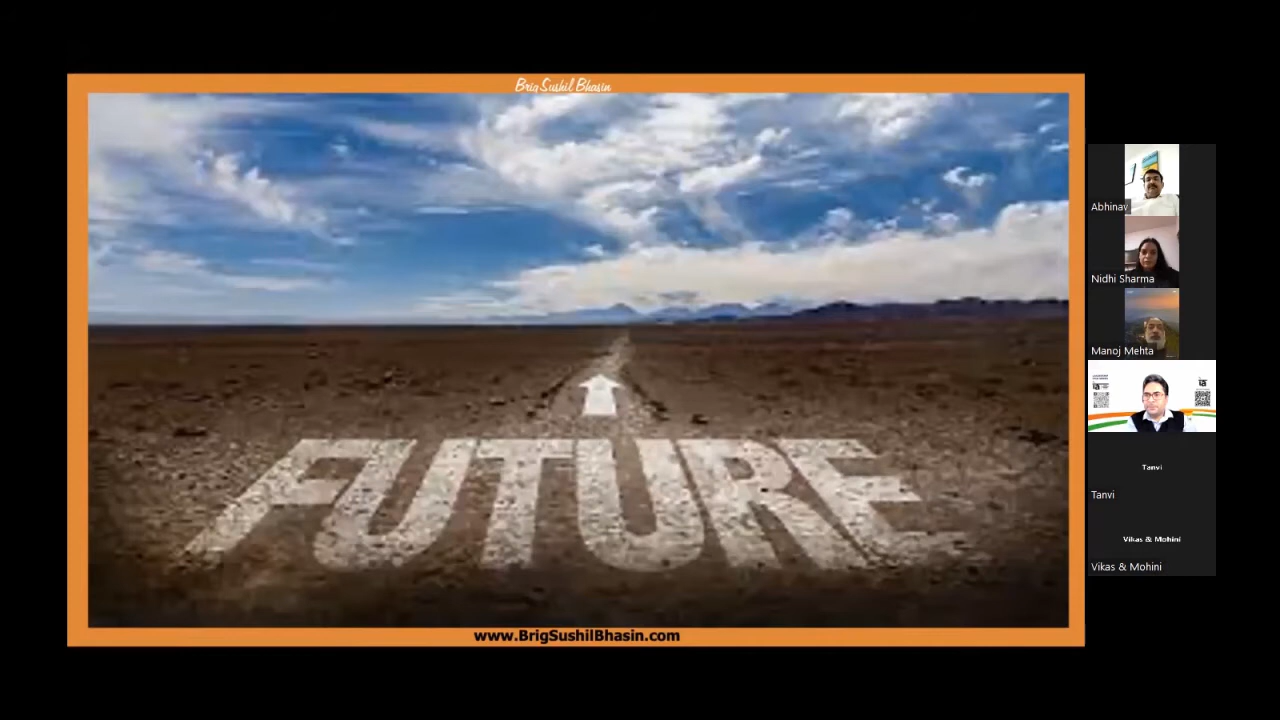 Brig Sushil Bhasin
FUTURE
www.BrigSushilBhasin.com
Abhinav
Nidhi Sharma
Manoj Mehta
Tanvi
Tanvi
Vikas & Mohini
Vikas & Mohini